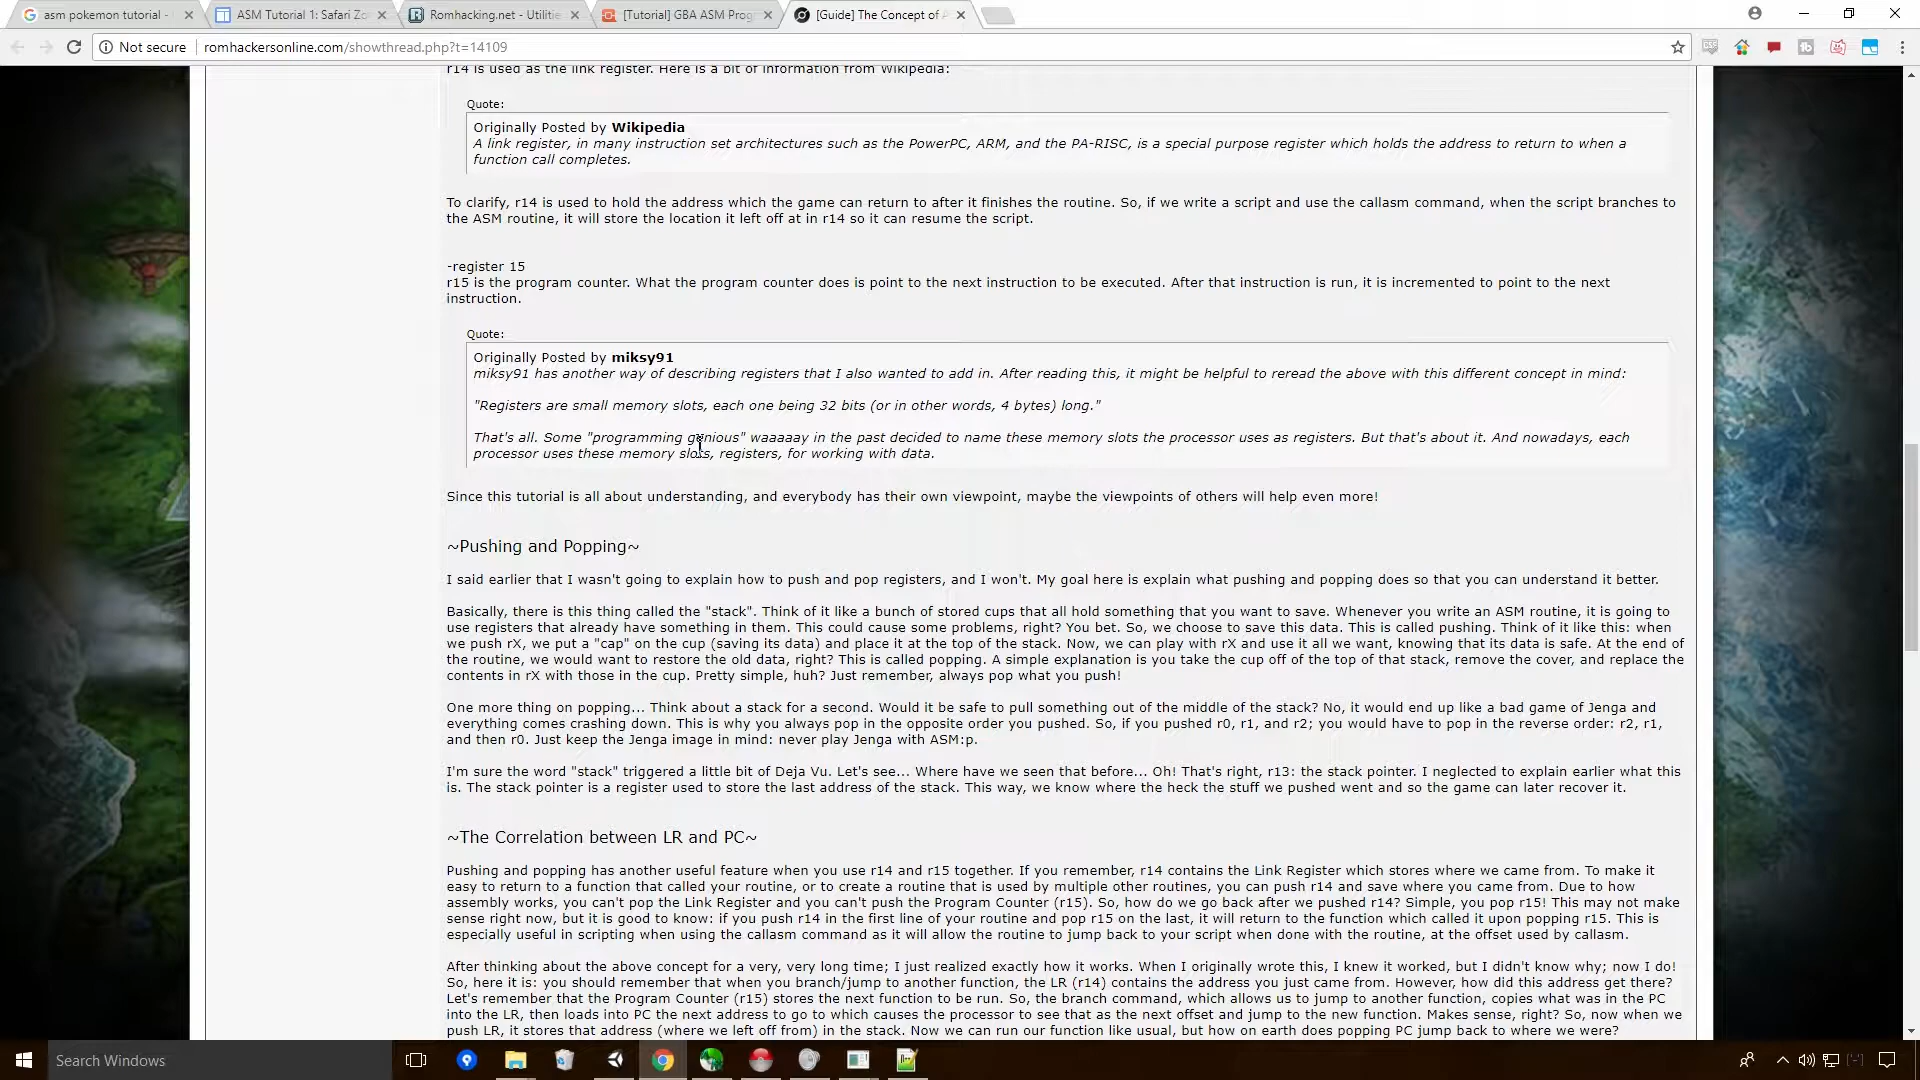 asm pokemon tutorial -
ASM Tutorial 1: Safari Zo
Romhacking.net - Utilitie
[Tutorial] GBA ASM Prog
[Guide] The Concept of A
Not secure
romhackersonline.com/showthread.php?t=14109
r14 is used as the link register. Here is a bit of information from Wikipedia:
Quote:
Originally Posted by Wikipedia
A link register, in many instruction set architectures such as the PowerPC, ARM, and the PA-RISC, is a special purpose register which holds the address to return to when a
function call completes.
To clarify, r14 is used to hold the address which the game can return to after it finishes the routine. So, if we write a script and use the callasm command, when the script branches to
the ASM routine, it will store the location it left off at in r14 so it can resume the script.
-register 15
r15 is the program counter. What the program counter does is point to the next instruction to be executed. After that instruction is run, it is incremented to point to the next
instruction.
Quote:
Originally Posted by miksy91
miksy91 has another way of describing registers that I also wanted to add in. After reading this, it might be helpful to reread the above with this different concept in mind:
"Registers are small memory slots, each one being 32 bits (or in other words, 4 bytes) long."
That's all. Some "programming genious" waaaaay in the past decided to name these memory slots the processor uses as registers. But that's about it. And nowadays, each
processor uses these memory slots, registers, for working with data.
Since this tutorial is all about understanding, and everybody has their own viewpoint, maybe the viewpoints of others will help even more!
~Pushing and Popping~
I said earlier that I wasn't going to explain how to push and pop registers, and I won't. My goal here is explain what pushing and popping does so that you can understand it better.
Basically, there is this thing called the "stack". Think of it like a bunch of stored cups that all hold something that you want to save. Whenever you write an ASM routine, it is going to
use registers that already have something in them. This could cause some problems, right? You bet. So, we choose to save this data. This is called pushing. Think of it like this: when
we push rX, we put a "cap" on the cup (saving its data) and place it at the top of the stack. Now, we can play with rX and use it all we want, knowing that its data is safe. At the end of
the routine, we would want to restore the old data, right? This is called popping. A simple explanation is you take the cup off of the top of that stack, remove the cover, and replace the
contents in rX with those in the cup. Pretty simple, huh? Just remember, always pop what you push!
One more thing on popping... Think about a stack for a second. Would it be safe to pull something out of the middle of the stack? No, it would end up like a bad game of Jenga and
everything comes crashing down. This is why you always pop in the opposite order you pushed. So, if you pushed r0, r1, and r2; you would have to pop in the reverse order: r2, r1,
and then r0. Just keep the Jenga image in mind: never play Jenga with ASM:p.
I'm sure the word "stack" triggered a little bit of Deja Vu. Let's see... Where have we seen that before... Oh! That's right, r13: the stack pointer. I neglected to explain earlier what this
is. The stack pointer is a register used to store the last address of the stack. This way, we know where the heck the stuff we pushed went and so the game can later recover it.
~The Correlation between LR and PC~
Pushing and popping has another useful feature when you use r14 and r15 together. If you remember, r14 contains the Link Register which stores where we came from. To make it
easy to return to a function that called your routine, or to create a routine that is used by multiple other routines, you can push r14 and save where you came from. Due to how
assembly works, you can't pop the Link Register and you can't push the Program Counter (r15). So, how do we go back after we pushed r14? Simple, you pop r15! This may not make
sense right now, but it is good to know: if you push r14 in the first line of your routine and pop r15 on the last, it will return to the function which called it upon popping r15. This is
especially useful in scripting when using the callasm command as it will allow the routine to jump back to your script when done with the routine, at the offset used by callasm.
After thinking about the above concept for a very, very long time; I just realized exactly how it works. When I originally wrote this, I knew it worked, but I didn't know why; now I do!
So, here it is: you should remember that when you branch/jump to another function, the LR (r14) contains the address you just came from. However, how did this address get there?
Let's remember that the Program Counter (r15) stores the next function to be run. So, the branch command, which allows us to jump to another function, copies what was in the PC
into the LR, then loads into PC the next address to go to which causes the processor to see that as the next offset and jump to the new function. Makes sense, right? So, now when we
push LR, it stores that address (where we left off from) in the stack. Now we can run our function like usual, but how on earth does popping PC jump back to where we were?
Search Windows